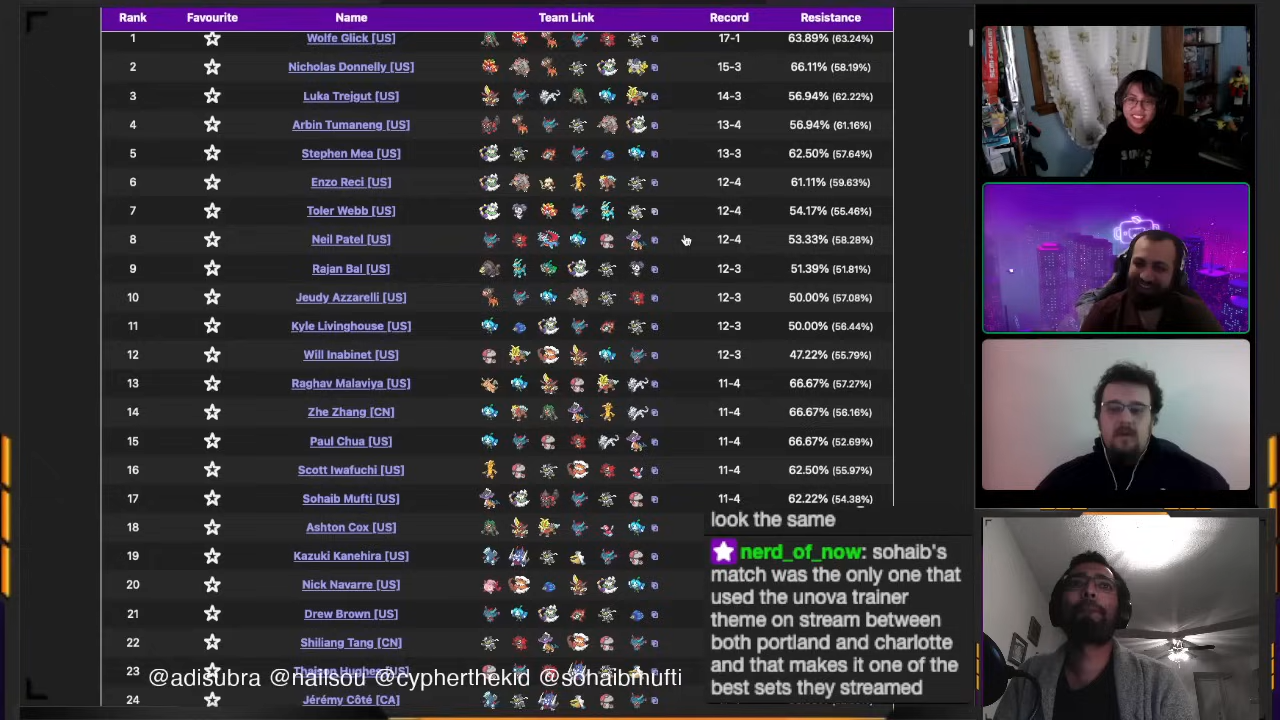 Rank Favourite Name Team Link Record Resistance
1 Wolfe Glick [US] 17-1 63.89% (63.24%)
2 Nicholas Donnelly [US] 15-3 66.11% (58.19%)
3 Luka Trejgut [US] 14-3 56.94% (62.22%)
4 Arbin Tumaneng [US] 13-4 56.94% (61.16%)
5 Stephen Mea [US] 13-3 62.50% (57.64%)
6 Enzo Reci [US] 12-4 61.11% (59.63%)
7 Toler Webb [US] 12-4 54.17% (55.46%)
8 Neil Patel [US] 12-4 53.33% (58.28%)
9 Rajan Bal [US] 12-3 51.39% (51.81%)
10 Jeudy Azzarelli [US] 12-3 50.00% (57.08%)
11 Kyle Livinghouse [US] 12-3 50.00% (56.44%)
12 Will Inabinet [US] 12-3 47.22% (55.79%)
13 Raghav Malaviya [US] 11-4 66.67% (57.27%)
14 Zhe Zhang [CN] 11-4 66.67% (56.16%)
15 Paul Chua [US] 11-4 66.67% (52.69%)
16 Scott Iwafuchi [US] 11-4 62.50% (55.97%)
17 Sohaib Mufti [US] 11-4 62.22% (54.38%)
18 Ashton Cox [US]
19 Kazuki Kanehira [US]
20 Nick Navarre [US]
21 Drew Brown [US]
22 Shiliang Tang [CN]
23
24 Jérémy Côté [CA]
@adisubra @nailsou @cypherthekid @sohaibmufti
look the same
nerd_of_now: sohaib's
match was the only one that
used the unova trainer
theme on stream between
both portland and charlotte
and that makes it one of the
best sets they streamed